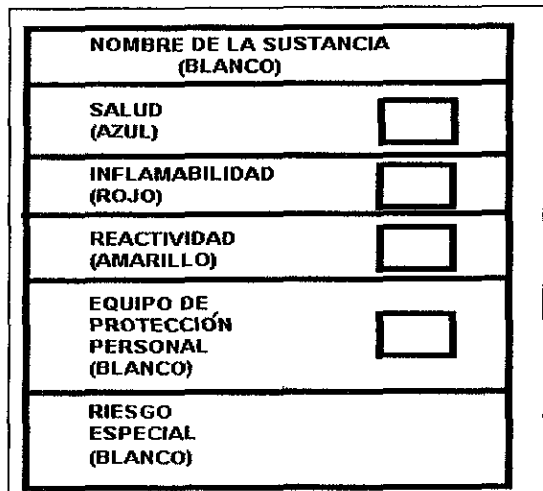 NOMBRE DE LA SUSTANCIA
(BLANCO)
SALUD
(AZUL)
INFLAMABILIDAD
(ROJO)
REACTIVIDAD
(AMARILLO)
EQUIPO DE
PROTECCIÓN
PERSONAL
(BLANCO)
RIESGO
ESPECIAL
(BLANCO)